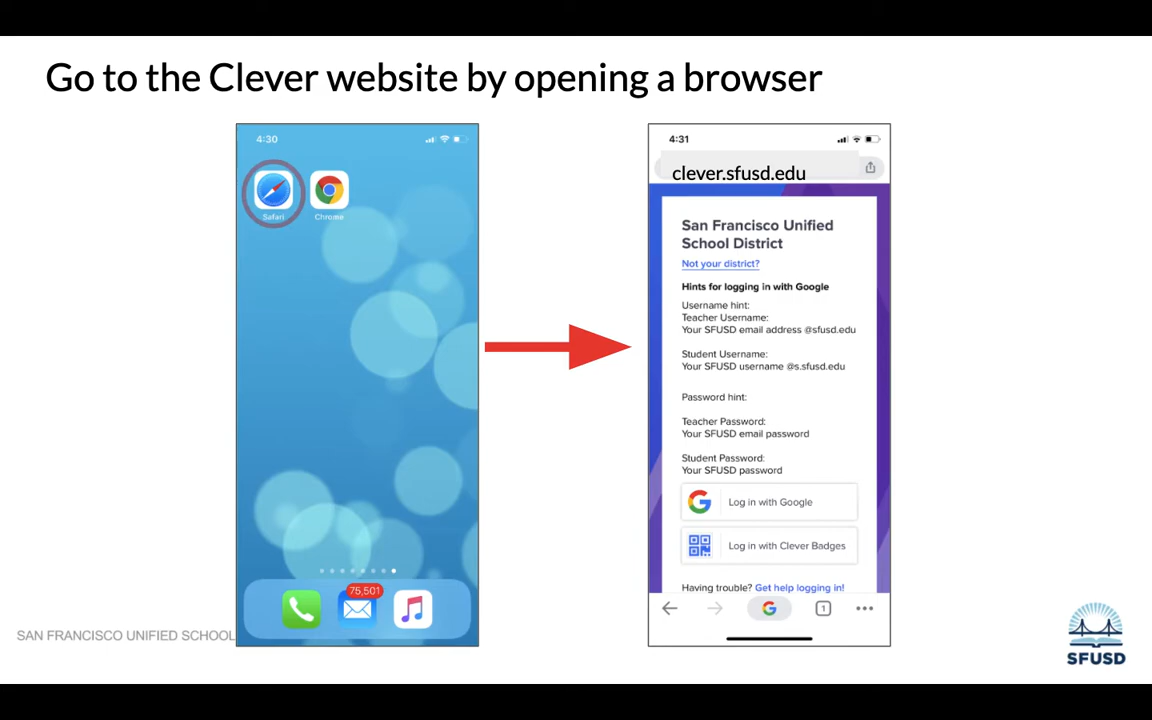 Go to the Clever website by opening a browser
4:30
Safari
Chrome
75,501
4:31
clever.sfusd.edu
San Francisco Unified
School District
Not your district?
Hints for logging in with Google
Username hint:
Teacher Username:
Your SFUSD email address @sfusd.edu
Student Username:
Your SFUSD username @s.sfusd.edu
Password hint:
Teacher Password:
Your SFUSD email password
Student Password:
Your SFUSD password
Log in with Google
Log in with Clever Badges
Having trouble? Get help logging in!
1
SAN FRANCISCO UNIFIED SCHOOL
SFUSD